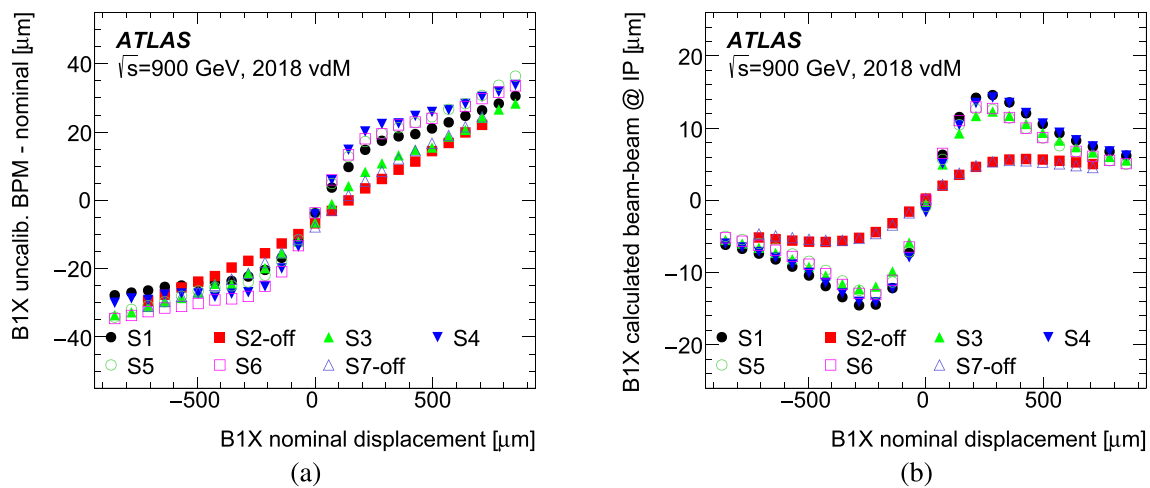 B1X uncalib. BPM - nominal [μm]
ATLAS
√s=900 GeV, 2018 vdM
40
20
0
−20
−40
S1 S2-off S3 S4
S5 S6 S7-off
−500 0 500
B1X nominal displacement [μm]
(a)
B1X calculated beam-beam @ IP [μm]
ATLAS
√s=900 GeV, 2018 vdM
20
10
0
−10
−20
S1 S2-off S3 S4
S5 S6 S7-off
−500 0 500
B1X nominal displacement [μm]
(b)